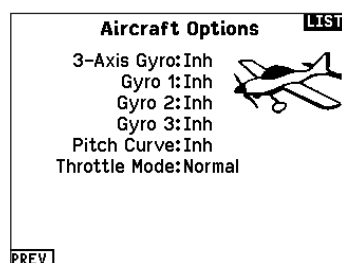 Aircraft Options
LIST
3-Axis Gyro:Inh
Gyro 1:Inh
Gyro 2:Inh
Gyro 3:Inh
Pitch Curve:Inh
Throttle Mode:Normal
PREV